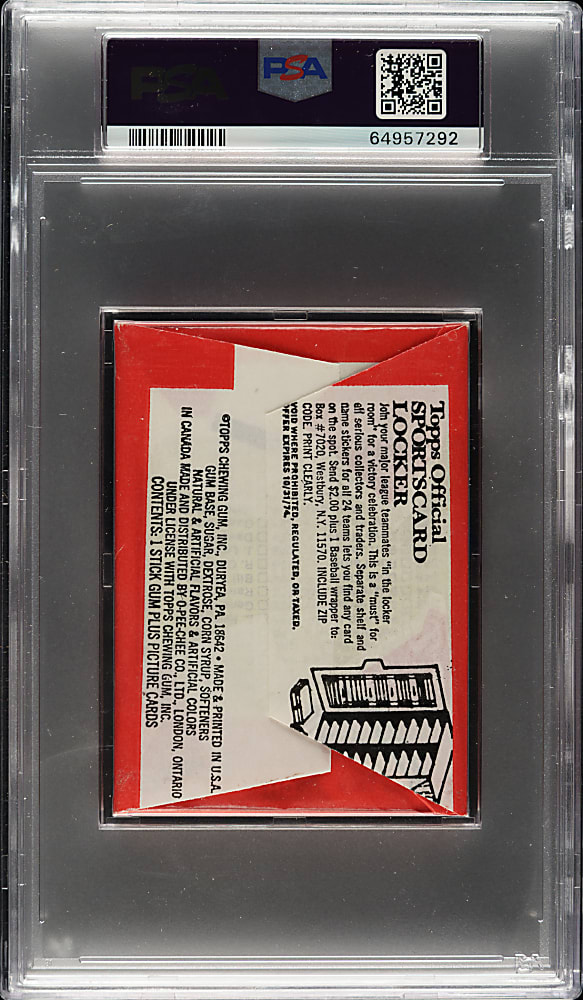 PSA
PSA
64957292
Topps Official
SPORTSCARD
LOCKER
Join your major league teammates "in the locker
room" for a victory celebration. This is a "must" for
all serious collectors and traders. Separate shelf and
name stickers for all 24 teams lets you find any card
on the spot. Send $2.00 plus 1 Baseball wrapper to:
Box #7020, Westbury, N.Y. 11570. INCLUDE ZIP
CODE. PRINT CLEARLY.
VOID WHERE PROHIBITED, REGULATED, OR TAXED.
OFFER EXPIRES 10/31/74.
©TOPPS CHEWING GUM, INC., DURYEA, PA. 18642 • MADE & PRINTED IN U.S.A.
GUM BASE, SUGAR, DEXTROSE, CORN SYRUP, SOFTENERS
NATURAL & ARTIFICIAL FLAVORS & ARTIFICIAL COLORS
IN CANADA MADE AND DISTRIBUTED BY O-PEE-CHEE CO., LTD., LONDON, ONTARIO
UNDER LICENSE WITH TOPPS CHEWING GUM, INC.
CONTENTS: 1 STICK GUM PLUS PICTURE CARDS
PSA